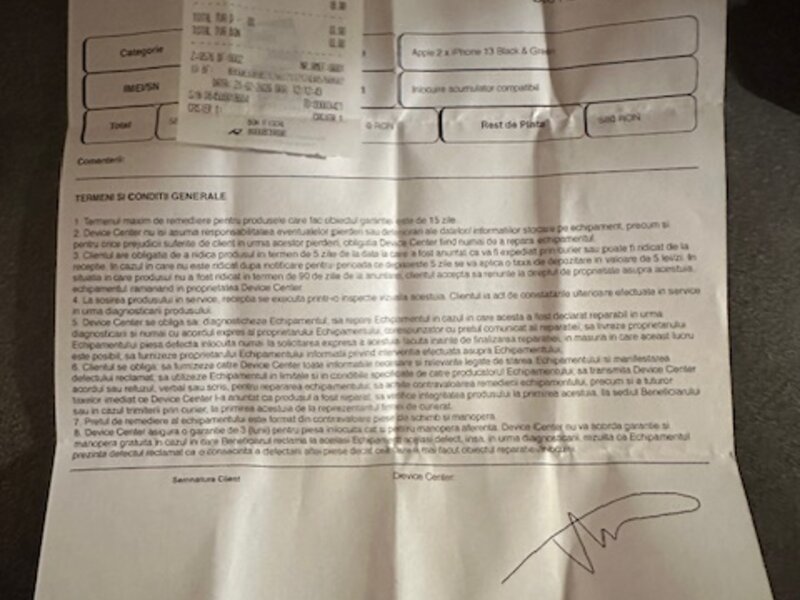 TOTAL TVA D
TOTAL TVA BON
Categorie
Apple 2 x iPhone 13 Black & Green
IMEI/SN
Inlocuire acumulator compatibil
Total
RON
Rest de Plata
580 RON
BON FISCAL
Comentarii:
TERMENI SI CONDITII GENERALE
1. Termenul maxim de remediere pentru produsele care fac obiectul garantiei este de 15 zile.
2. Device Center nu isi asuma responsabilitatea eventualelor pierderi sau deteriorari ale datelor/informatiilor stocate pe echipament, precum si
pentru orice prejudicii suferite de client in urma acestor pierderi, obligatia Device Center fiind numai de a repara echipamentul.
3. Clientul are obligatie de a ridica produsul in termen de 5 zile de la data la care a fost anuntat ca va fi expediat prin curier sau poate fi ridicat de la
receptie. In cazul in care nu este ridicat dupa notificare pentru perioada ce depaseste 5 zile se va aplica o taxa de depozitare in valoare de 5 lei/zi. In
situatia in care produsul nu a fost ridicat in termen de 90 de zile de la anuntare, clientul accepta sa renunte la dreptul de proprietate asupra acestuia,
echipamentul ramanand in proprietatea Device Center.
4. La sosirea produsului in service, receptia se executa printr-o inspectie vizuala acestuia. Clientul ia act de constatarile ulterioare efectuate in service
in urma diagnosticarii produsului.
5. Device Center se obliga sa: diagnosticheze Echipamentul, sa repare Echipamentul in cazul in care acesta a fost declarat reparabil in urma
diagnosticarii si numai cu acordul expres al proprietarului Echipamentului, corespunzator cu pretul comunicat al reparatiei; sa livreze proprietarului
Echipamentului piesa defecta inlocuita numai la solicitarea expresa a acestuia facuta inainte de finalizarea reparatiei, in masura in care acest lucru
este posibil; sa furnizeze proprietarului Echipamentului informatii privind interventia efectuata asupra Echipamentului.
6. Clientul se obliga: sa furnizeze catre Device Center toate informatiile necesare si relevante legate de starea Echipamentului si manifestarea
defectului reclamat; sa utilizeze Echipamentul in limitele si in conditiile specificate de catre producatorul Echipamentului; sa transmita Device Center
acordul sau refuzul, verbal sau scris, pentru repararea echipamentului; sa achite contravaloarea remedierii echipamentului, precum si a tuturor
taxelor imediat ce Device Center l-a anuntat ca produsul a fost reparat; sa verifice integritatea produsului la primirea acestuia, la sediul Beneficiarului
sau in cazul trimiterii prin curier, la primirea acestuia de la reprezentantul firmei de curierat.
7. Pretul de remediere al echipamentului este format din contravaloare piese de schimb si manopera.
8. Device Center asigura o garantie de 3 (luni) pentru piesa inlocuita cat si pentru manopera aferenta. Device Center nu va acorda garantie si
manopera gratuita in cazul in care Beneficiarul reclama la acelasi Echipament acelasi defect, insa, in urma diagnosticarii, rezulta ca Echipamentul
prezinta defectul reclamat ca o consecinta a defectarii altei piese decat cea care a mai facut obiectul reparatiei/inlocuirii.
Semnatura Client
Device Center